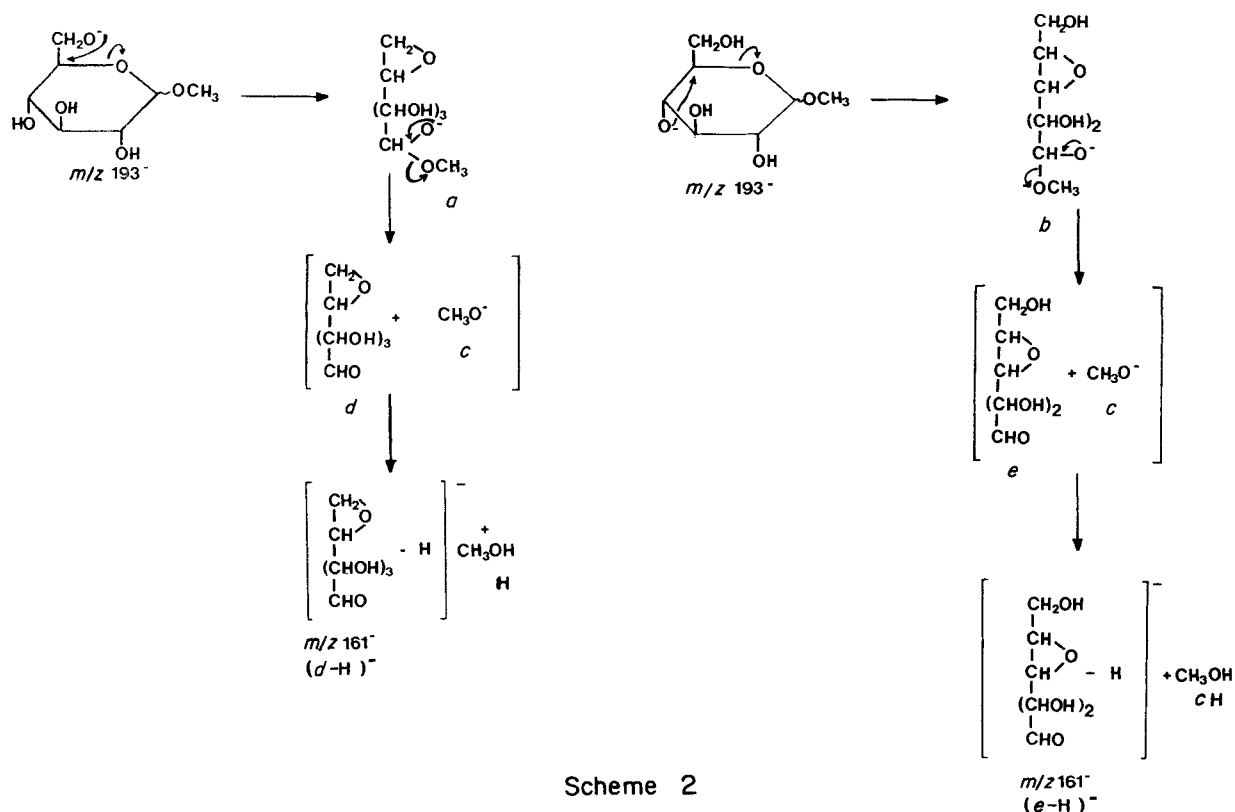 CH₂O⁻
O
OCH₃
OH
HO
OH
m/z 193⁻
CH₂
O
CH
(CHOH)₃
O⁻
CH
OCH₃
a
CH₂
O
CH
(CHOH)₃
CHO
d
+
CH₃O⁻
c
CH₂
O
CH
(CHOH)₃
CHO
- H
⁻
+
CH₃OH
H
m/z 161⁻
(d-H)⁻
CH₂OH
O
OCH₃
OH
O⁻
OH
m/z 193⁻
CH₂OH
CH
O
CH
(CHOH)₂
CH-O⁻
OCH₃
b
CH₂OH
CH
O
CH
(CHOH)₂
CHO
e
+ CH₃O⁻
c
CH₂OH
CH
O
CH
(CHOH)₂
CHO
- H
⁻
+ CH₃OH
c H
m/z 161⁻
(e-H)⁻
Scheme 2